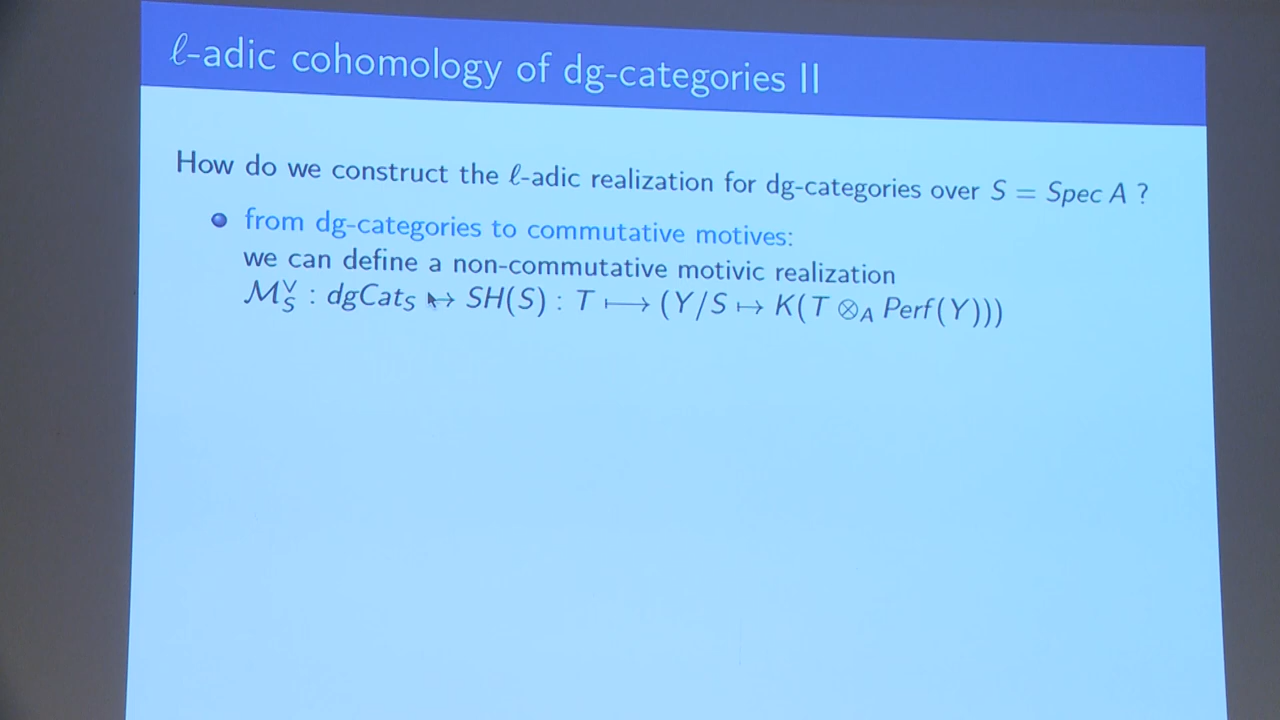 ℓ-adic cohomology of dg-categories II
How do we construct the ℓ-adic realization for dg-categories over S = Spec A ?
from dg-categories to commutative motives:
we can define a non-commutative motivic realization
ℳ_S^∨ : dgCat_S ↦ SH(S) : T ⟼ (Y/S ↦ K(T ⊗_A Perf(Y)))